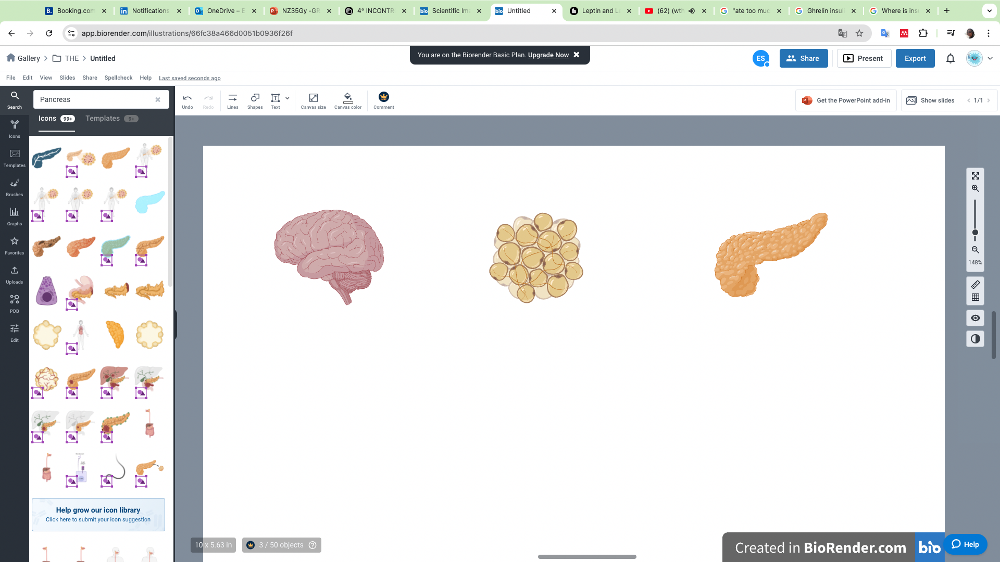 Booking.com
Notifications
OneDrive – E
NZ35Gy -GR
4° INCONTR
Scientific Ima
Untitled
Leptin and Le
(62) (wth
"ate too muc
Ghrelin insul
Where is insu
app.biorender.com/illustrations/66fc38a466d0051b0936f26f
Gallery
THE
Untitled
You are on the Biorender Basic Plan. Upgrade Now
ES
Share
Present
Export
File
Edit
View
Slides
Share
Spellcheck
Help
Last saved seconds ago
Search
Icons
Templates
Brushes
Graphs
Favorites
Uploads
PDB
Edit
Pancreas
Icons 99+
Templates 9+
Undo
Redo
Lines
Shapes
Text
Canvas size
Canvas color
Comment
Get the PowerPoint add-in
Show slides
1/1
148%
Help grow our icon library
Click here to submit your icon suggestion
10 x 5.63 in
3 / 50 objects
Created in BioRender.com
bio
Help